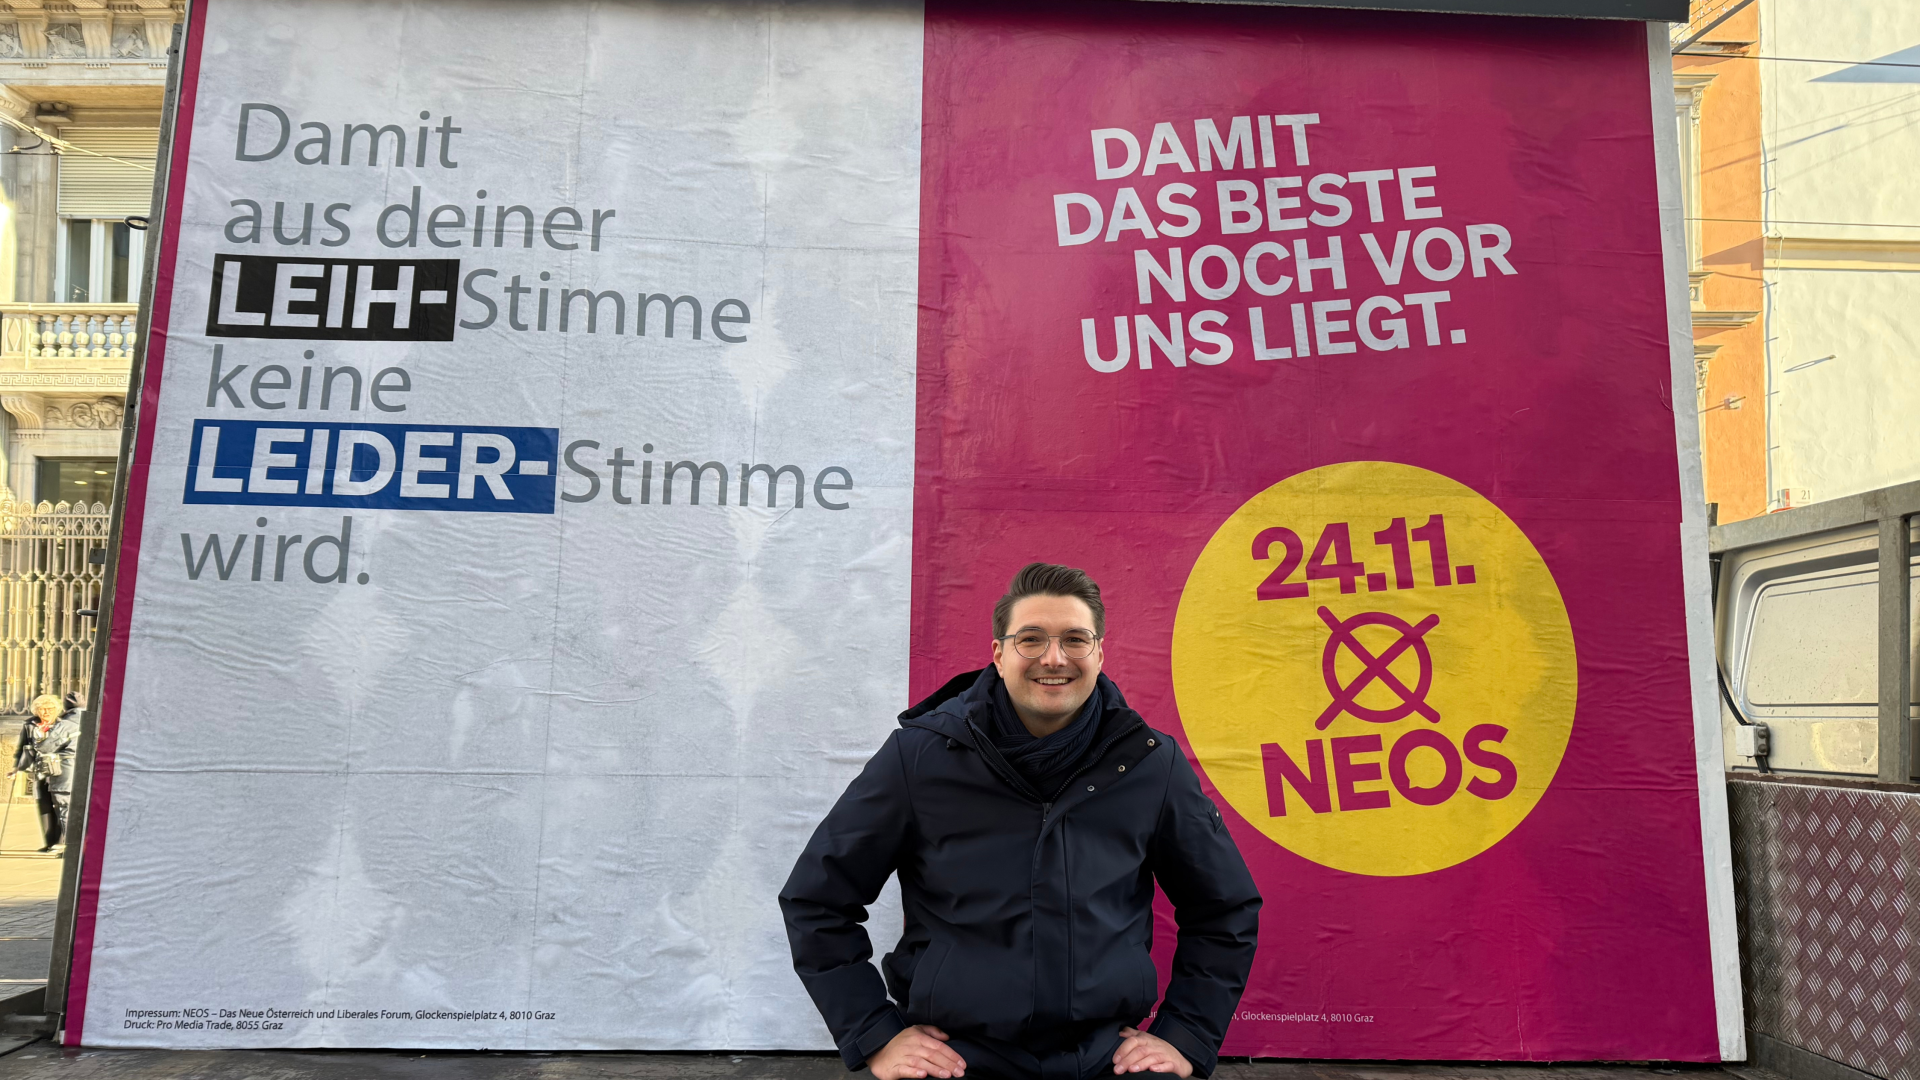 Damit
aus deiner
LEIH-Stimme
keine
LEIDER-Stimme
wird.
Impressum: NEOS – Das Neue Österreich und Liberales Forum, Glockenspielplatz 4, 8010 Graz
Druck: Pro Media Trade, 8055 Graz
DAMIT
DAS BESTE
NOCH VOR
UNS LIEGT.
24.11.
NEOS
Glockenspielplatz 4, 8010 Graz
21